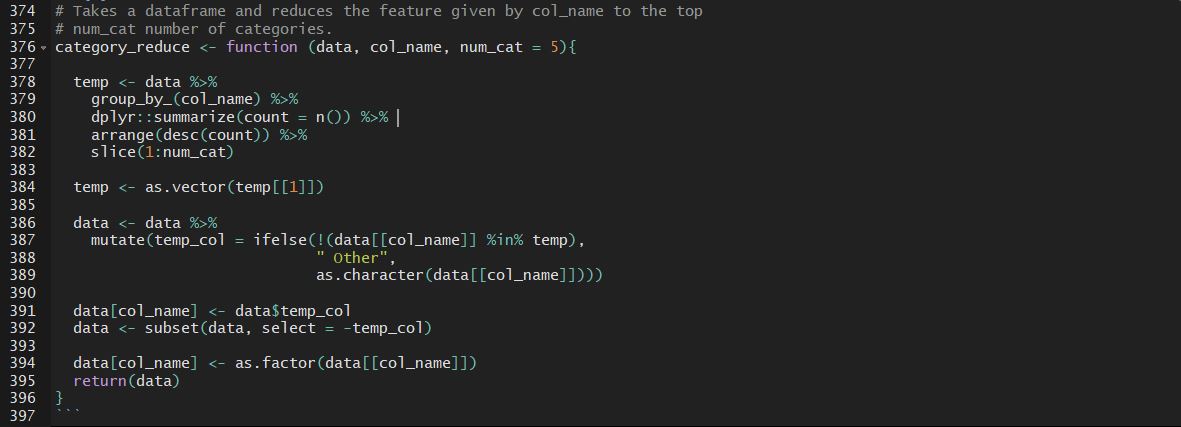 374 # Takes a dataframe and reduces the feature given by col_name to the top
375 # num_cat number of categories.
376 category_reduce <- function (data, col_name, num_cat = 5){
377
378   temp <- data %>%
379     group_by_(col_name) %>%
380     dplyr::summarize(count = n()) %>%
381     arrange(desc(count)) %>%
382     slice(1:num_cat)
383
384   temp <- as.vector(temp[[1]])
385
386   data <- data %>%
387     mutate(temp_col = ifelse(!(data[[col_name]] %in% temp),
388                              " Other",
389                              as.character(data[[col_name]])))
390
391   data[col_name] <- data$temp_col
392   data <- subset(data, select = -temp_col)
393
394   data[col_name] <- as.factor(data[[col_name]])
395   return(data)
396 }
397 ```